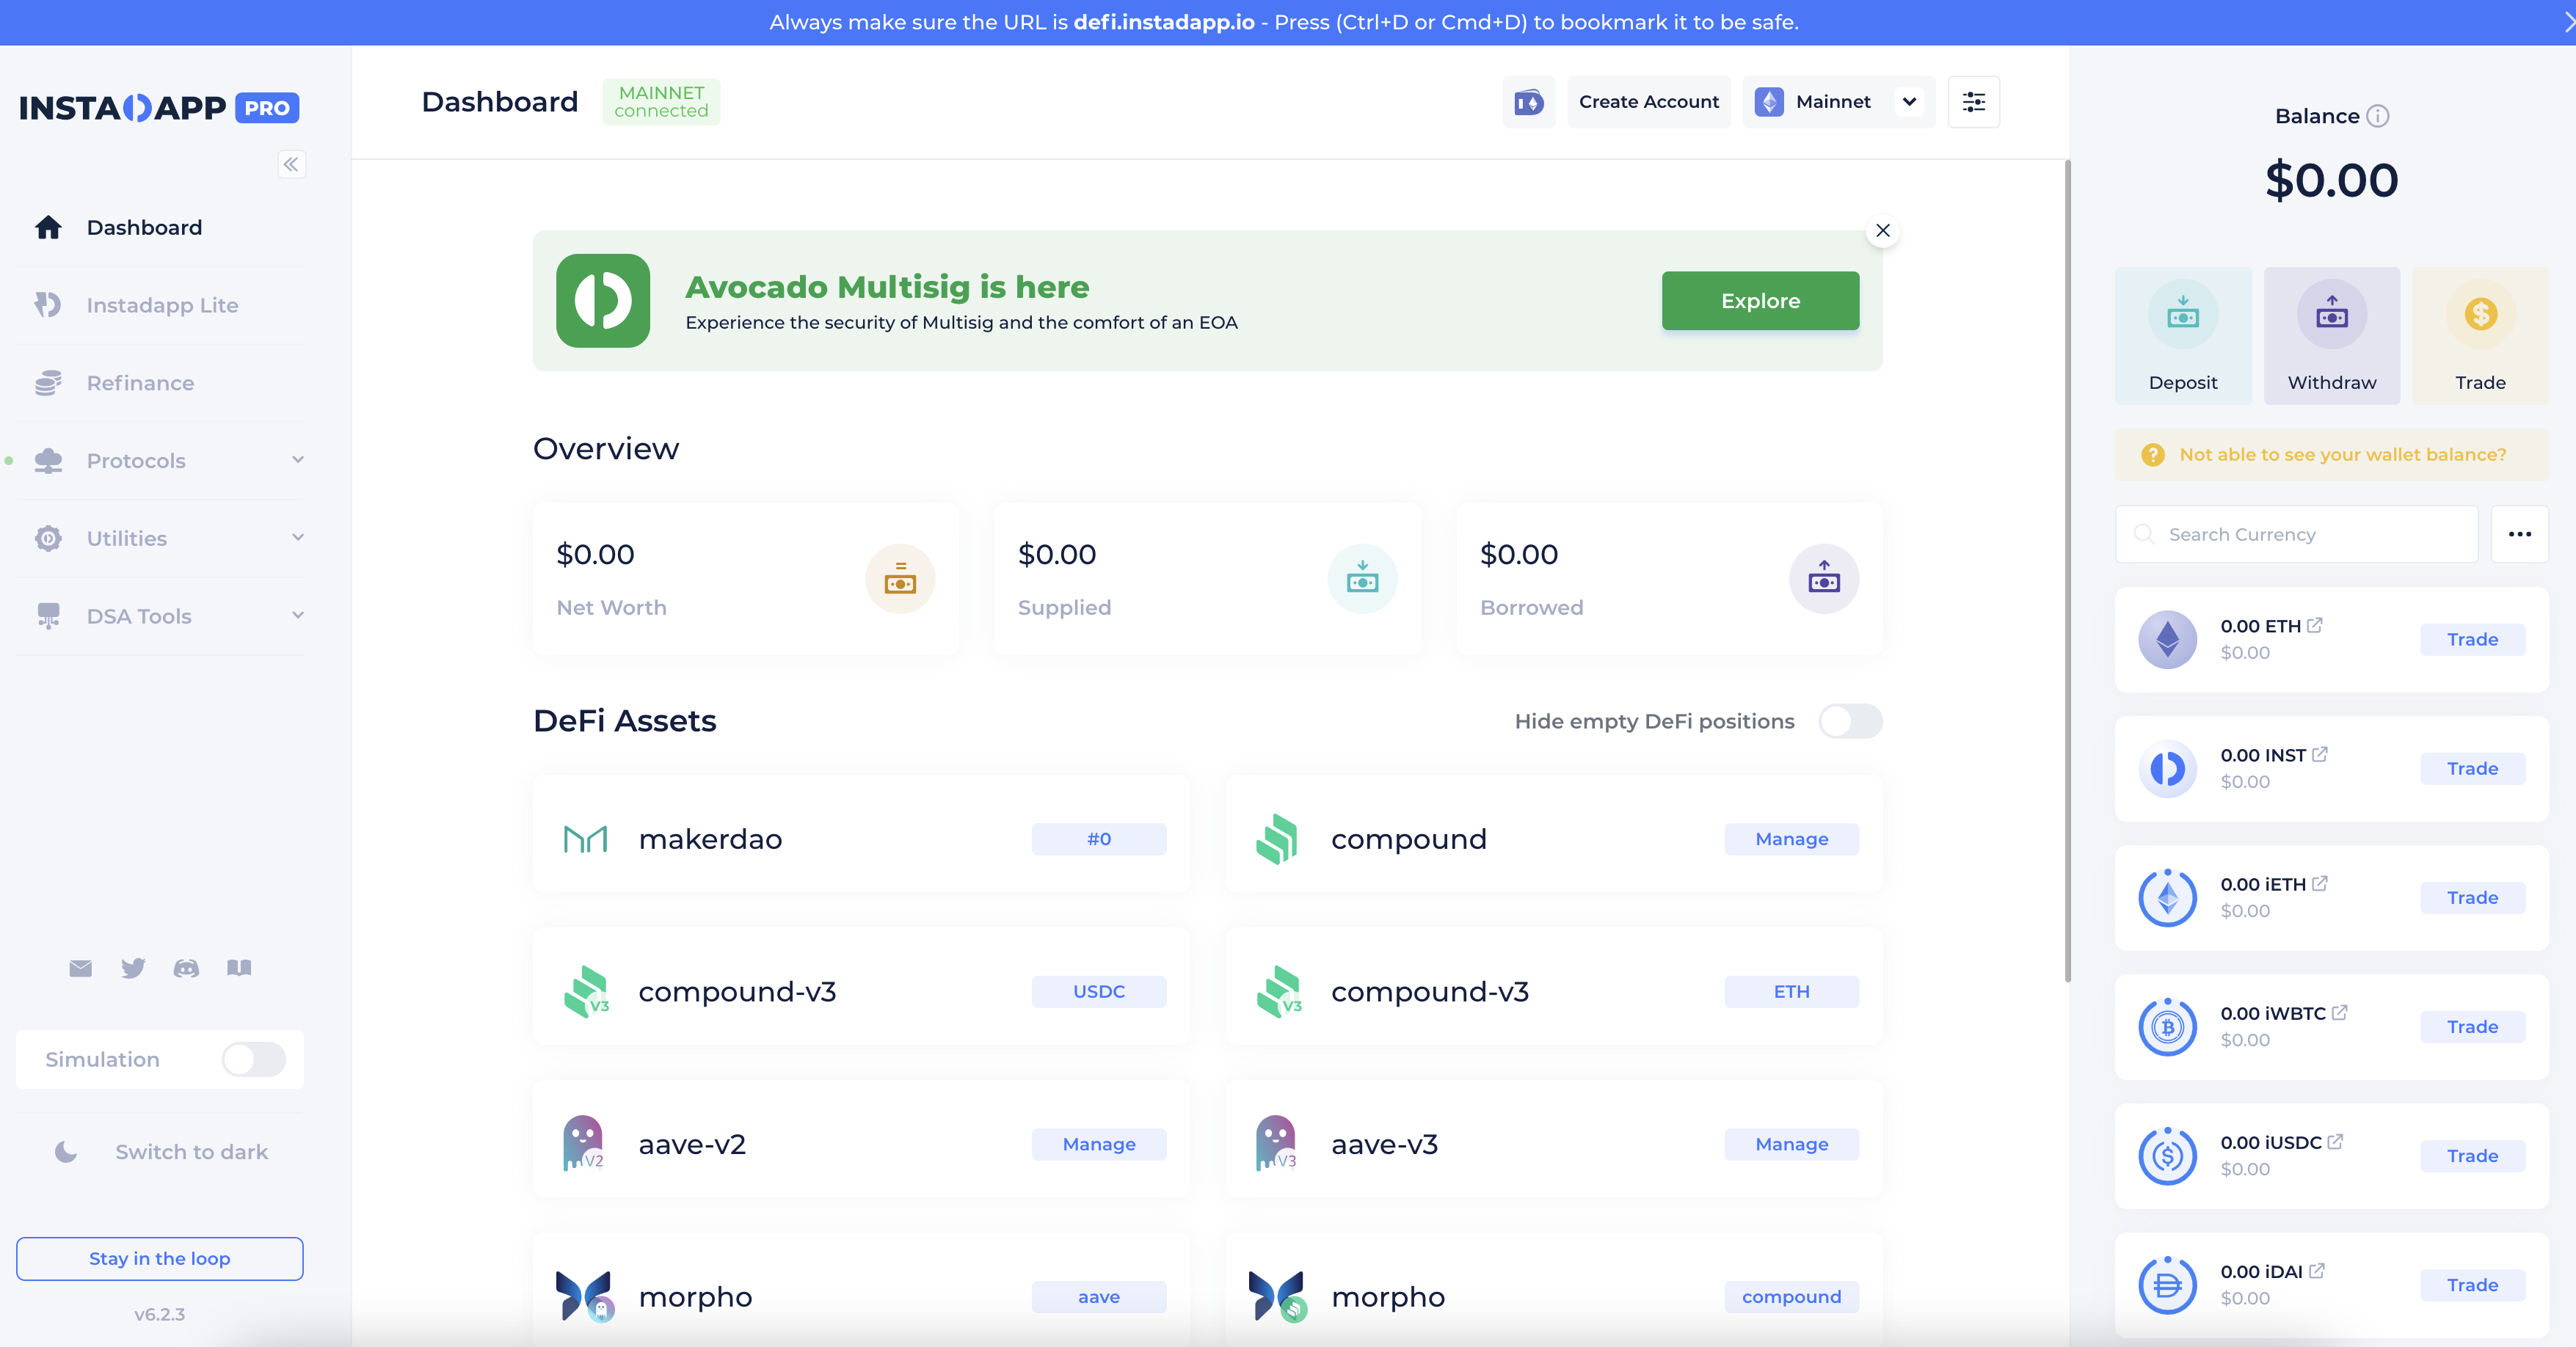 Always make sure the URL is defi.instadapp.io - Press (Ctrl+D or Cmd+D) to bookmark it to be safe.
INSTADAPP PRO
Dashboard
Instadapp Lite
Refinance
Protocols
Utilities
DSA Tools
Simulation
Switch to dark
Stay in the loop
v6.2.3
Dashboard
MAINNET
connected
Create Account
Mainnet
Avocado Multisig is here
Experience the security of Multisig and the comfort of an EOA
Explore
Overview
$0.00
Net Worth
$0.00
Supplied
$0.00
Borrowed
DeFi Assets
Hide empty DeFi positions
makerdao
#0
compound
Manage
V3
compound-v3
USDC
V3
compound-v3
ETH
V2
aave-v2
Manage
V3
aave-v3
Manage
morpho
aave
morpho
compound
Balance
$0.00
Deposit
Withdraw
Trade
Not able to see your wallet balance?
Search Currency
0.00 ETH
$0.00
Trade
0.00 INST
$0.00
Trade
0.00 iETH
$0.00
Trade
0.00 iWBTC
$0.00
Trade
0.00 iUSDC
$0.00
Trade
0.00 iDAI
$0.00
Trade